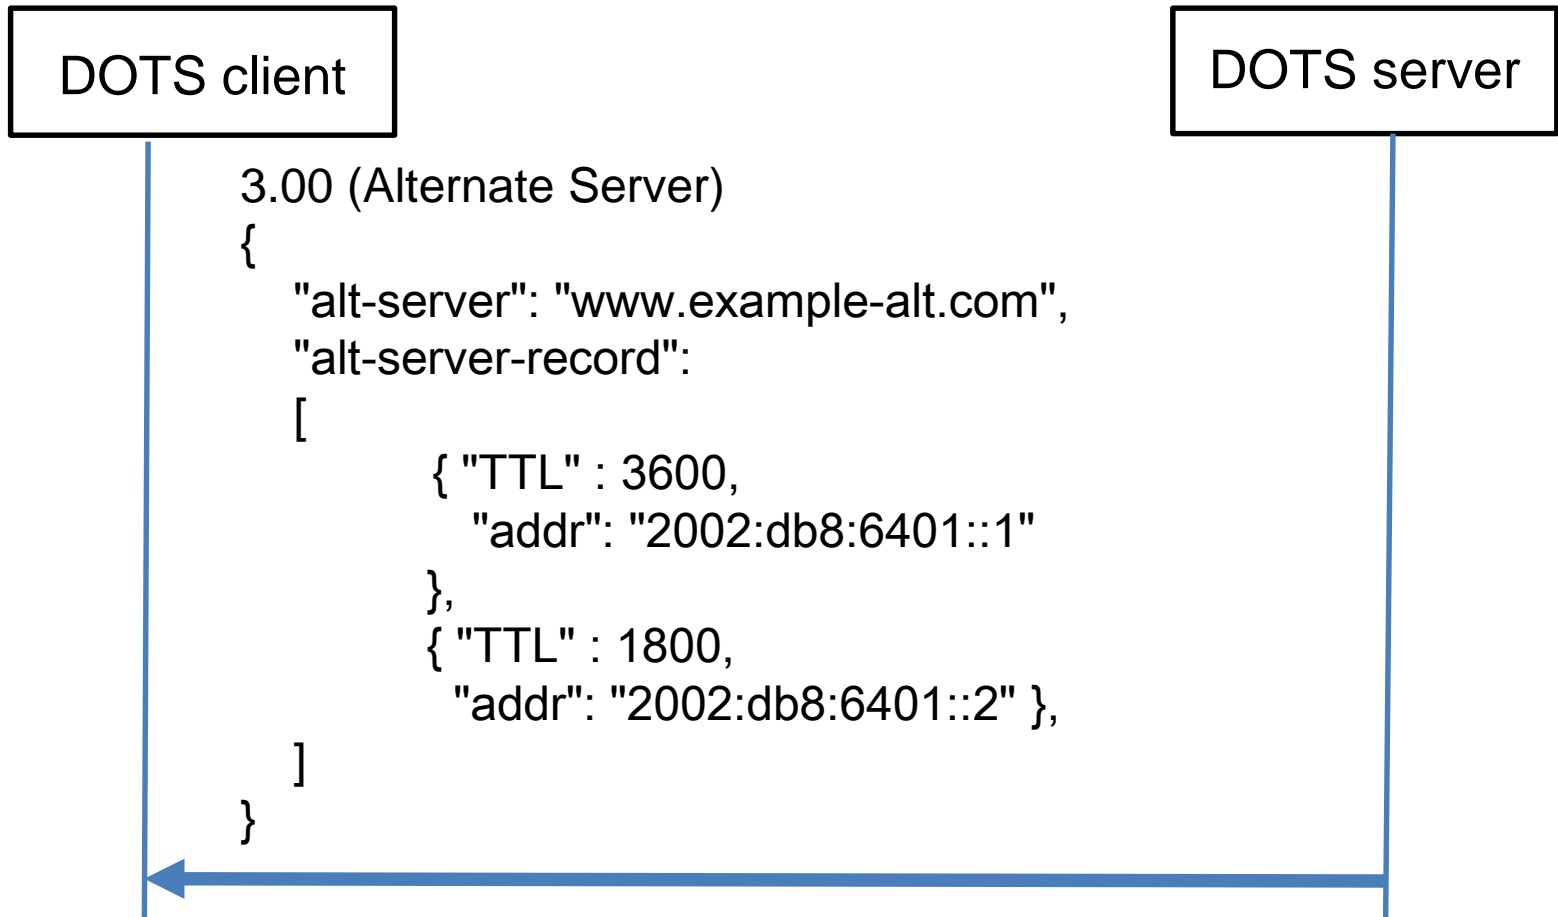 DOTS client
DOTS server
3.00 (Alternate Server)
{
"alt-server": "www.example-alt.com",
"alt-server-record":
[
{ "TTL" : 3600,
"addr": "2002:db8:6401::1"
},
{ "TTL" : 1800,
"addr": "2002:db8:6401::2" },
]
}